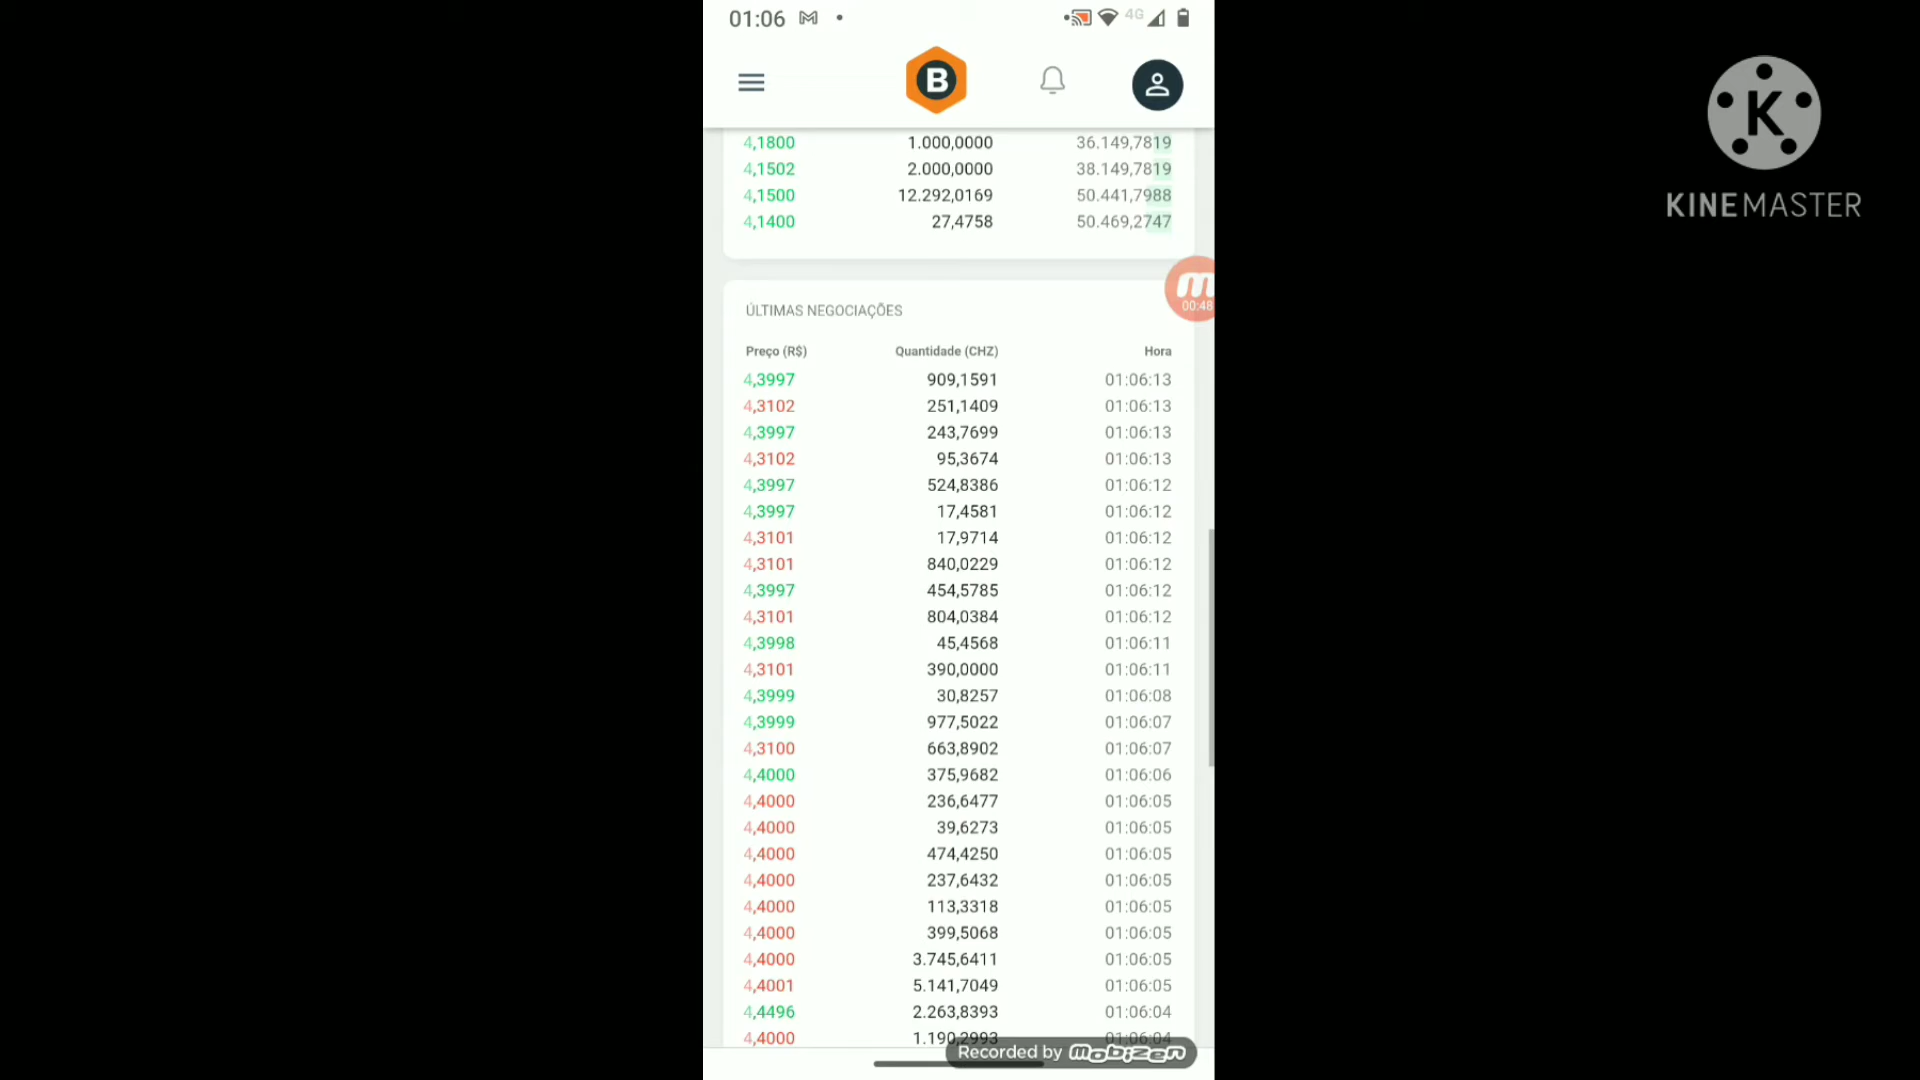 01:06
4G
B
4,1800 1.000,0000 36.149,7819
4,1502 2.000,0000 38.149,7819
4,1500 12.292,0169 50.441,7988
4,1400 27,4758 50.469,2747
00:48
ÚLTIMAS NEGOCIAÇÕES
Preço (R$) Quantidade (CHZ) Hora
4,3997 909,1591 01:06:13
4,3102 251,1409 01:06:13
4,3997 243,7699 01:06:13
4,3102 95,3674 01:06:13
4,3997 524,8386 01:06:12
4,3997 17,4581 01:06:12
4,3101 17,9714 01:06:12
4,3101 840,0229 01:06:12
4,3997 454,5785 01:06:12
4,3101 804,0384 01:06:12
4,3998 45,4568 01:06:11
4,3101 390,0000 01:06:11
4,3999 30,8257 01:06:08
4,3999 977,5022 01:06:07
4,3100 663,8902 01:06:07
4,4000 375,9682 01:06:06
4,4000 236,6477 01:06:05
4,4000 39,6273 01:06:05
4,4000 474,4250 01:06:05
4,4000 237,6432 01:06:05
4,4000 113,3318 01:06:05
4,4000 399,5068 01:06:05
4,4000 3.745,6411 01:06:05
4,4001 5.141,7049 01:06:05
4,4496 2.263,8393 01:06:04
4,4000 1.190,2993 01:06:04
Recorded by mobizen
K
KINEMASTER